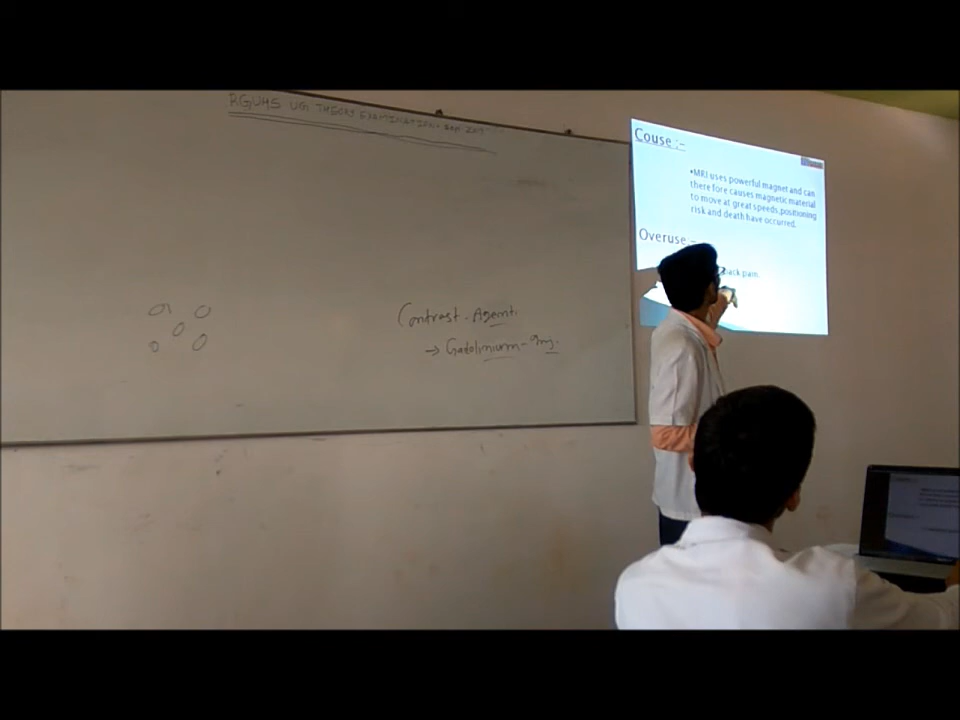 RGUHS UG THEORY EXAMINATION
Contrast - Agent.
→ Gadolinium - Inj.
Couse :-
•MRI uses powerful magnet and can
there fore causes magnetic material
to move at great speeds,positioning
risk and death have occurred.
Overuse:-
back pain.